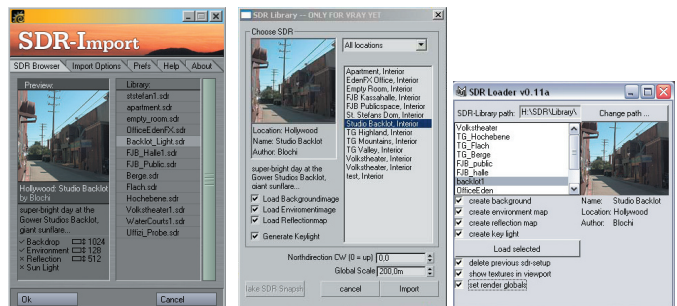 SDR-Import
SDR Browser Import Options Prefs Help About
Preview:
Hollywood: Studio Backlot
by Blochi
super-bright day at the
Gower Studios Backlot,
giant sunflare...
Backdrop 1024
Environment 128
Reflection 512
Sun Light
Library:
ststefan1.sdr
apartment.sdr
empty_room.sdr
OfficeEdenFX.sdr
Backlot_Light.sdr
FJB_Halle1.sdr
FJB_Public.sdr
Berge.sdr
Flach.sdr
Hochebene.sdr
Volkstheater1.sdr
WaterCourts1.sdr
Uffizi_Probe.sdr
Ok
Cancel
SDR Library -- ONLY FOR VRAY YET
Choose SDR
All locations
Location: Hollywood
Name: Studio Backlot
Author: Blochi
super-bright day at the
Gower Studios Backlot,
giant sunflare...
Load Backgroundimage
Load Enviromentimage
Load Reflectionmap
Generate Keylight
Apartment, Interior
EdenFX Office, Interior
Empty Room, Interior
FJB Kassahalle, Interior
FJB Publicspace, Interior
St. Stefans Dom, Interior
Studio Backlot, Interior
TG Highland, Interior
TG Mountains, Interior
TG Valley, Interior
Volkstheater, Interior
Volkstheater, Interior
test, Interior
Northdirection CW (0 = up) 0,0
Global Scale 200,0m
lake SDR Snapsh
cancel
Import
SDR Loader v0.11a
SDR-Library path: H:\SDR\Library\
Change path ...
Volkstheater
TG_Hochebene
TG_Flach
TG_Berge
FJB_public
FJB_halle
backlot1
OfficeEden
create background
create environment map
create reflection map
create key light
Name: Studio Backlot
Location: Hollywood
Author: Blochi
Load selected
delete previous sdr-setup
show textures in viewport
set render globals